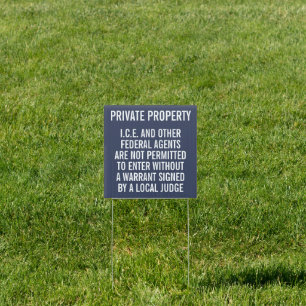 PRIVATE PROPERTY
I.C.E. AND OTHER
FEDERAL AGENTS
ARE NOT PERMITTED
TO ENTER WITHOUT
A WARRANT SIGNED
BY A LOCAL JUDGE